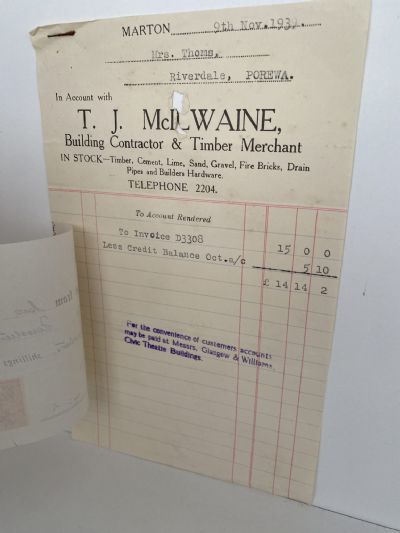 MARTON 9th Nov. 193
Mrs. Thoms,
Riverdale, POREWA.
In Account with
T. J. McILWAINE,
Building Contractor & Timber Merchant
IN STOCK—Timber, Cement, Lime, Sand, Gravel, Fire Bricks, Drain
Pipes and Builders Hardware.
TELEPHONE 2204.
To Account Rendered
To Invoice D3308 15 0 0
Less Credit Balance Oct. a/c 5 10
£ 14 14 2
For the convenience of customers accounts
may be paid at Messrs, Glasgow & Williams,
Civic Theatre Buildings.
from
shillings